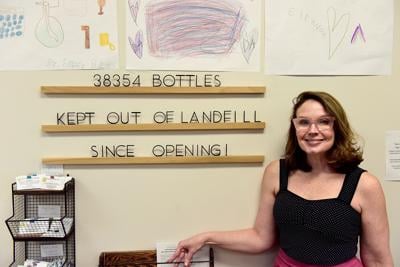 38354 BOTTLES
KEPT OUT OF LANDFILL
SINCE OPENING!